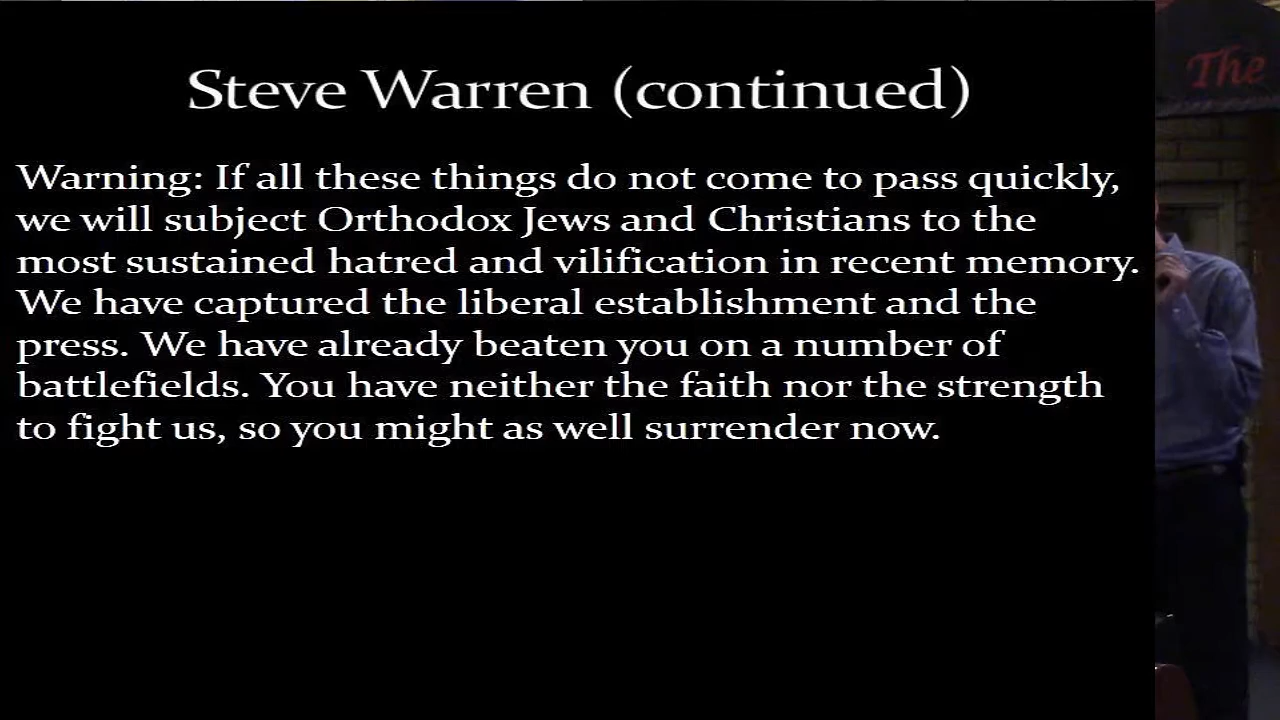 Steve Warren (continued)
The
Warning: If all these things do not come to pass quickly,
we will subject Orthodox Jews and Christians to the
most sustained hatred and vilification in recent memory.
We have captured the liberal establishment and the
press. We have already beaten you on a number of
battlefields. You have neither the faith nor the strength
to fight us, so you might as well surrender now.